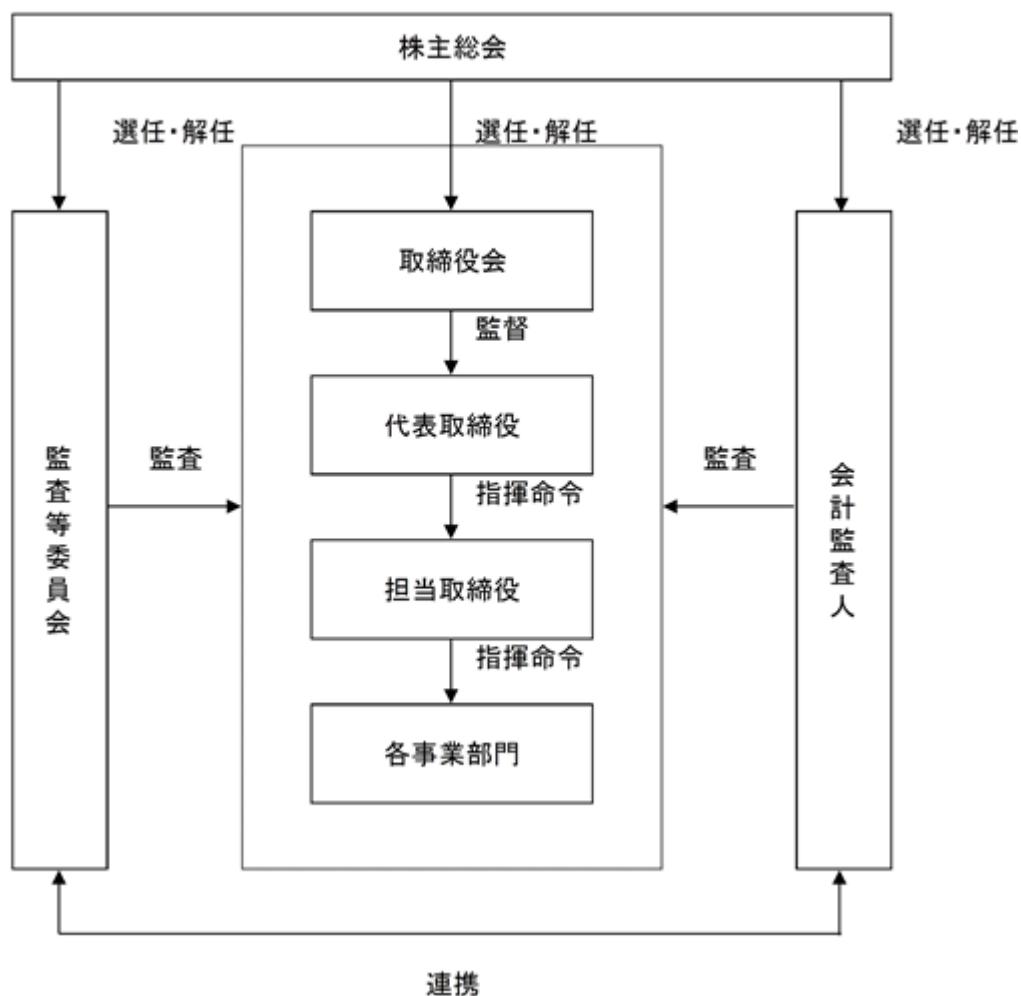 株主総会
選任・解任
選任・解任
選任・解任
取締役会
監督
代表取締役
監査等委員会
監査
指揮命令
監査
会計監査人
担当取締役
指揮命令
各事業部門
連携